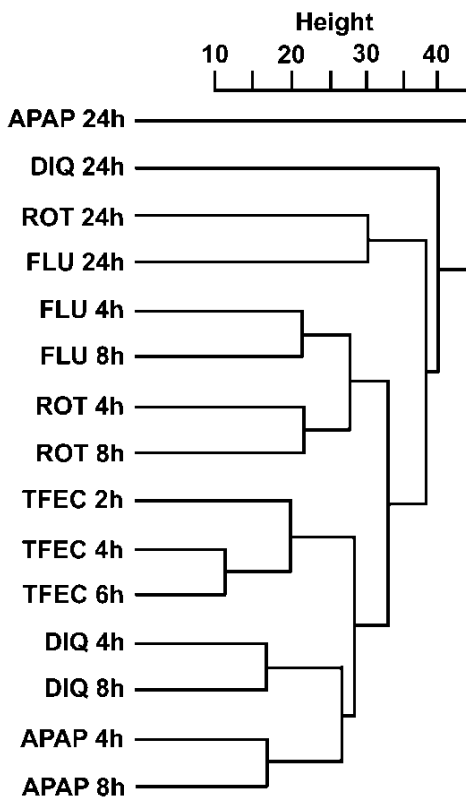 Height
10 20 30 40
APAP 24h
DIQ 24h
ROT 24h
FLU 24h
FLU 4h
FLU 8h
ROT 4h
ROT 8h
TFEC 2h
TFEC 4h
TFEC 6h
DIQ 4h
DIQ 8h
APAP 4h
APAP 8h